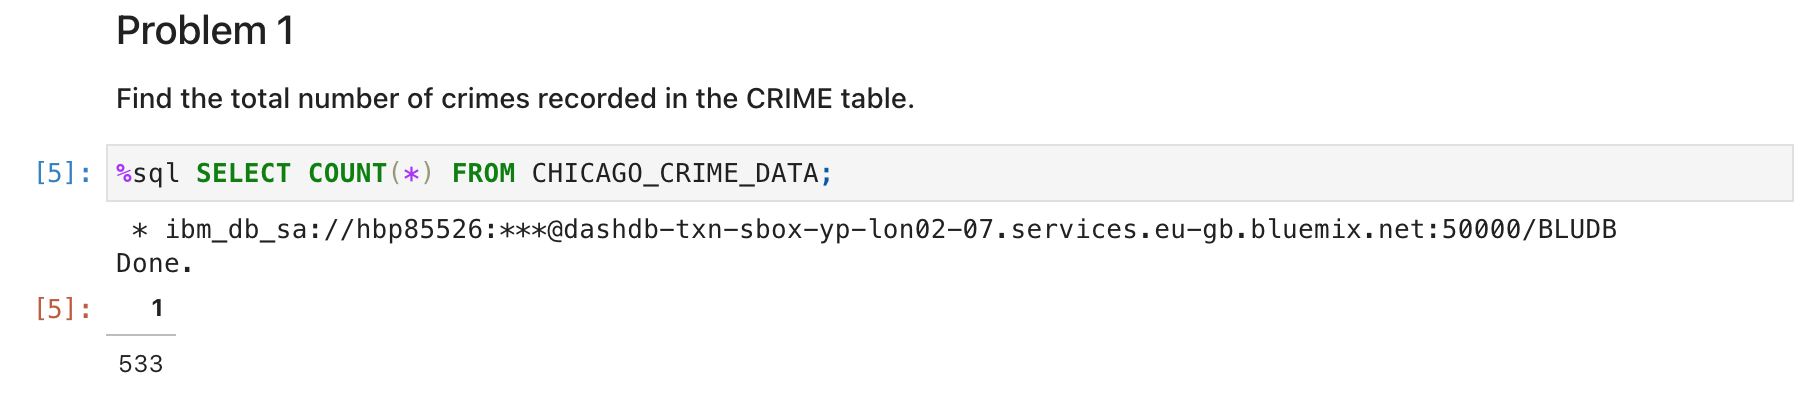 Problem 1
Find the total number of crimes recorded in the CRIME table.
[5]: %sql SELECT COUNT(*) FROM CHICAGO_CRIME_DATA;
* ibm_db_sa://hbp85526:***@dashdb-txn-sbox-yp-lon02-07.services.eu-gb.bluemix.net:50000/BLUDB
Done.
[5]: 1
533